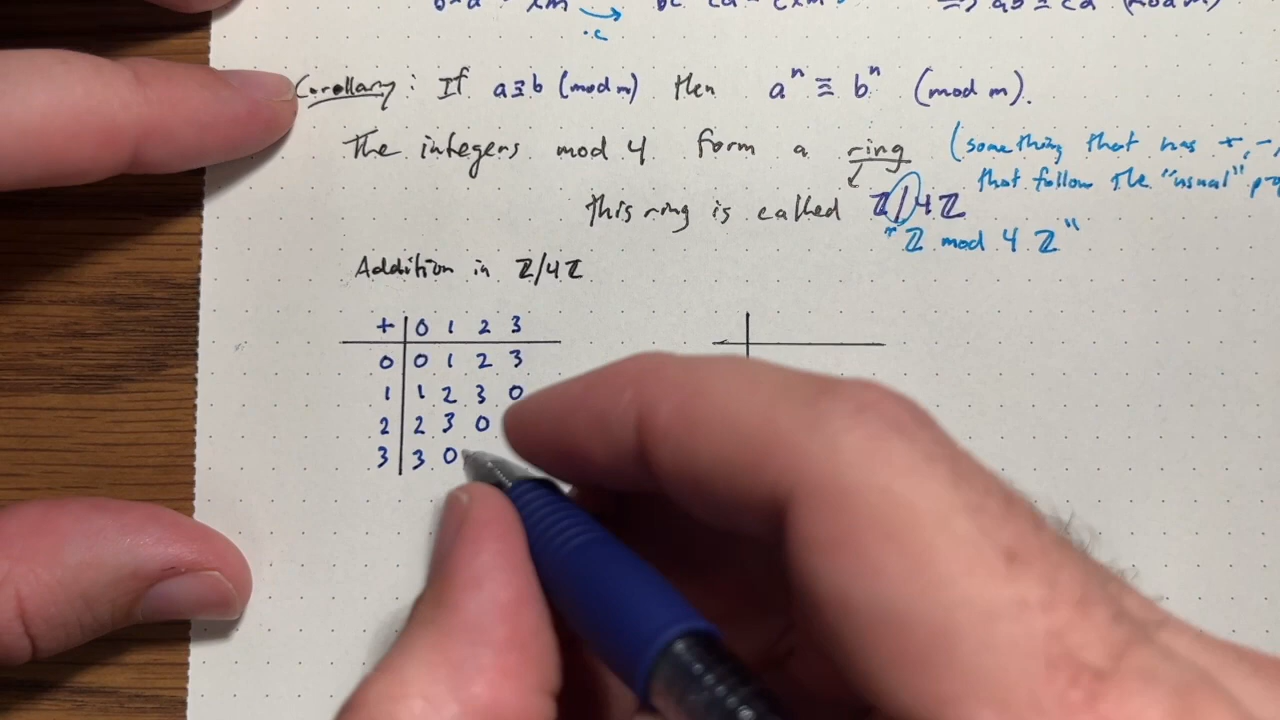 Corollary: If a≡b (mod m) then aⁿ ≡ bⁿ (mod m).
The integers mod 4 form a ring (something that has +, -,
that follow the "usual"
this ring is called ℤ/4ℤ
"ℤ mod 4 ℤ"
Addition in ℤ/4ℤ
+ 0 1 2 3
0 0 1 2 3
1 1 2 3 0
2 2 3 0
3 3 0